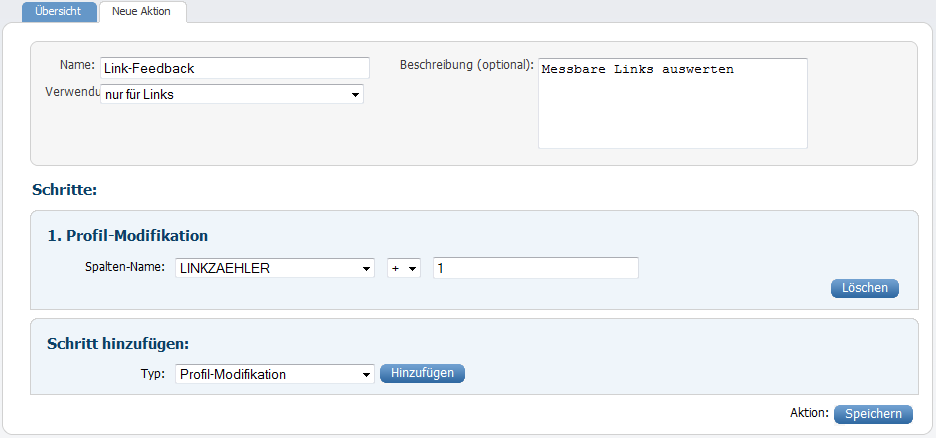 Übersicht Neue Aktion
Name: Link-Feedback Beschreibung (optional): Messbare Links auswerten
Verwendu nur für Links
Schritte:
1. Profil-Modifikation
Spalten-Name: LINKZAEHLER + 1
Löschen
Schritt hinzufügen:
Typ: Profil-Modifikation Hinzufügen
Aktion: Speichern